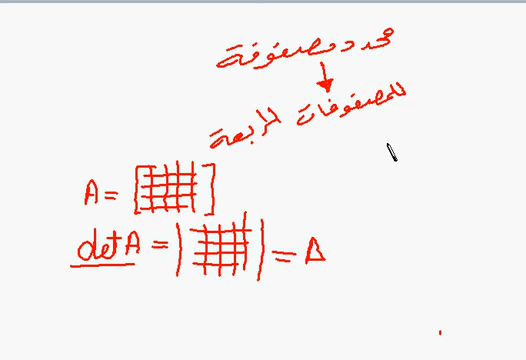 محدد مصفوفة
للمصفوفات المربعة
A = [ ]
det A = | | = Δ